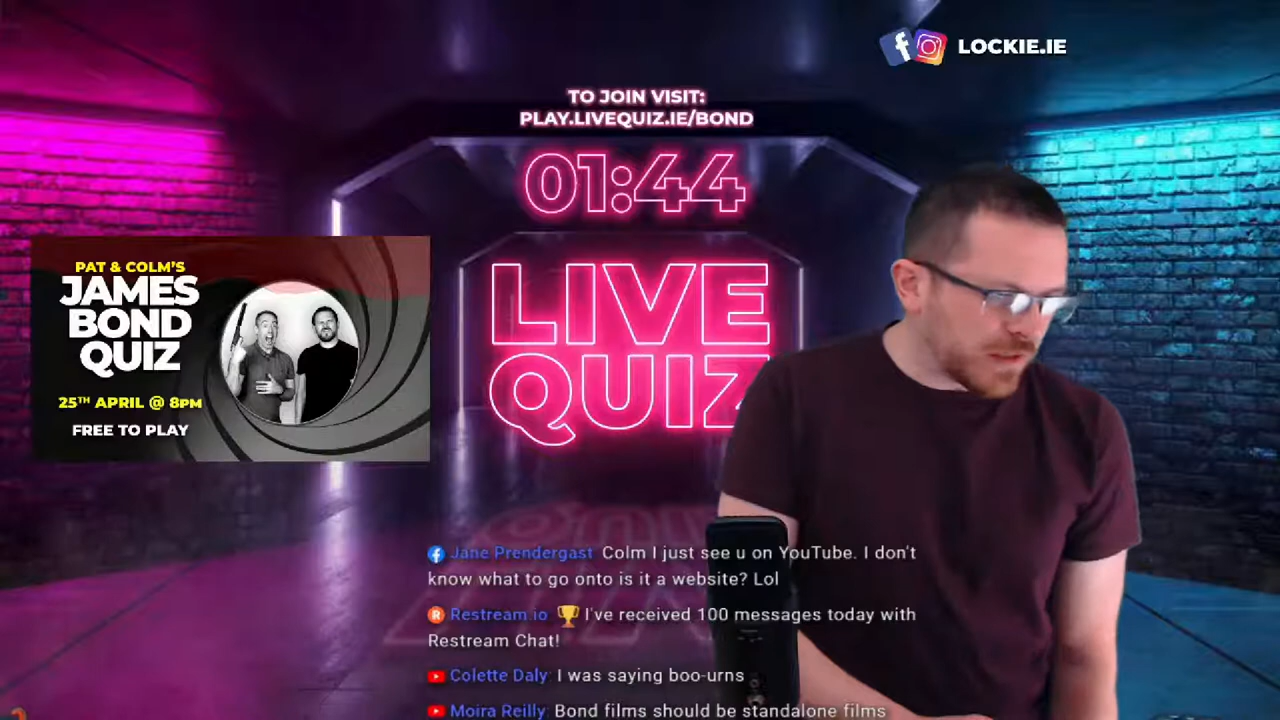 LOCKIE.IE
TO JOIN VISIT:
PLAY.LIVEQUIZ.IE/BOND
01:44
LIVE
QUIZ
PAT & COLM'S
JAMES
BOND
QUIZ
25TH APRIL @ 8PM
FREE TO PLAY
Jane Prendergast Colm I just see u on YouTube. I don't
know what to go onto is it a website? Lol
Restream.io 🏆 I've received 100 messages today with
Restream Chat!
Colette Daly I was saying boo-urns
Moira Reilly: Bond films should be standalone films